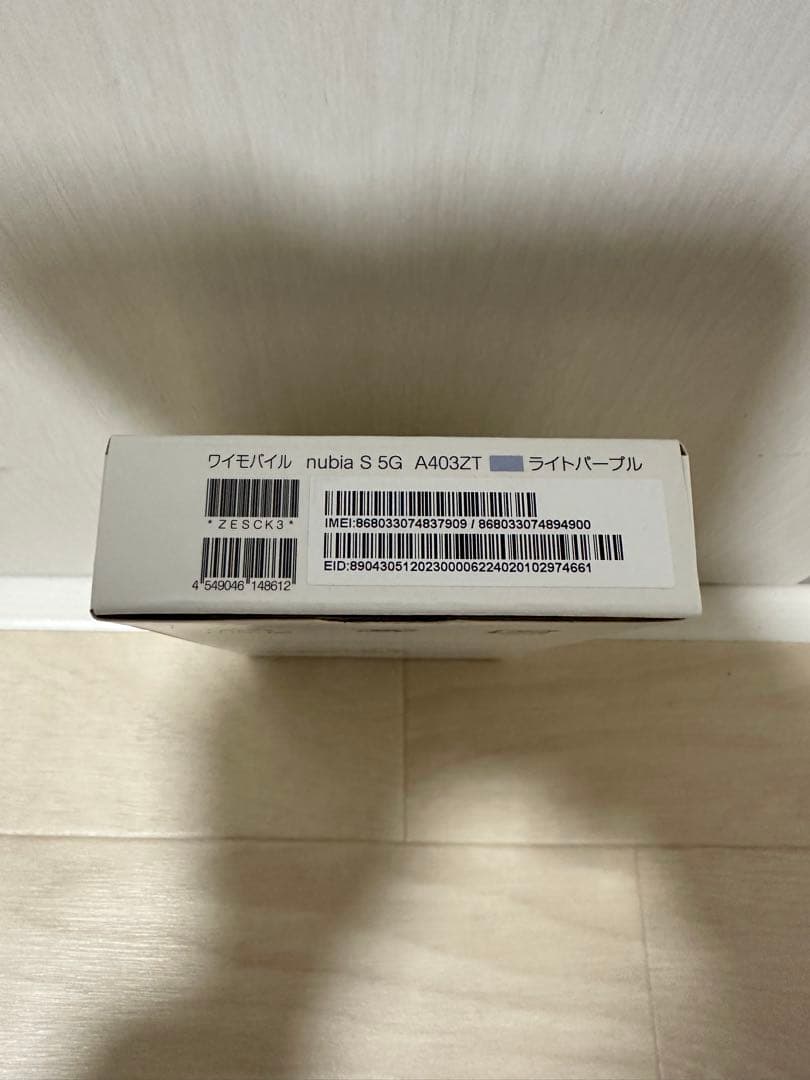 ワイモバイル nubia S 5G A403ZT ライトパープル
*ZESCK3*
IMEI:868033074837909 / 868033074894900
4 549046 148612
EID:89043051202300006224020102974661